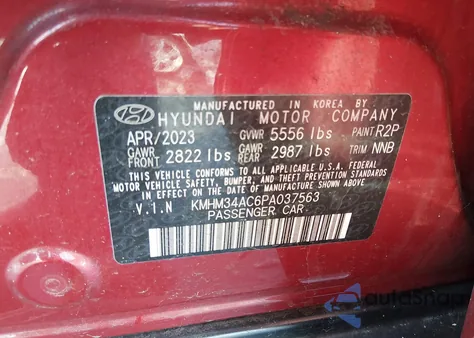 MANUFACTURED IN KOREA BY
HYUNDAI MOTOR COMPANY
APR/2023 GVWR 5556 lbs PAINT R2P
GAWR FRONT 2822 lbs GAWR REAR 2987 lbs TRIM NNB
THIS VEHICLE CONFORMS TO ALL APPLICABLE U.S.A. FEDERAL
MOTOR VEHICLE SAFETY, BUMPER, AND THEFT PREVENTION
STANDARDS IN EFFECT ON THE DATE OF MANUFACTURE SHOWN ABOVE.
V.I.N KMHM34AC6PA037563
PASSENGER CAR
autosnap